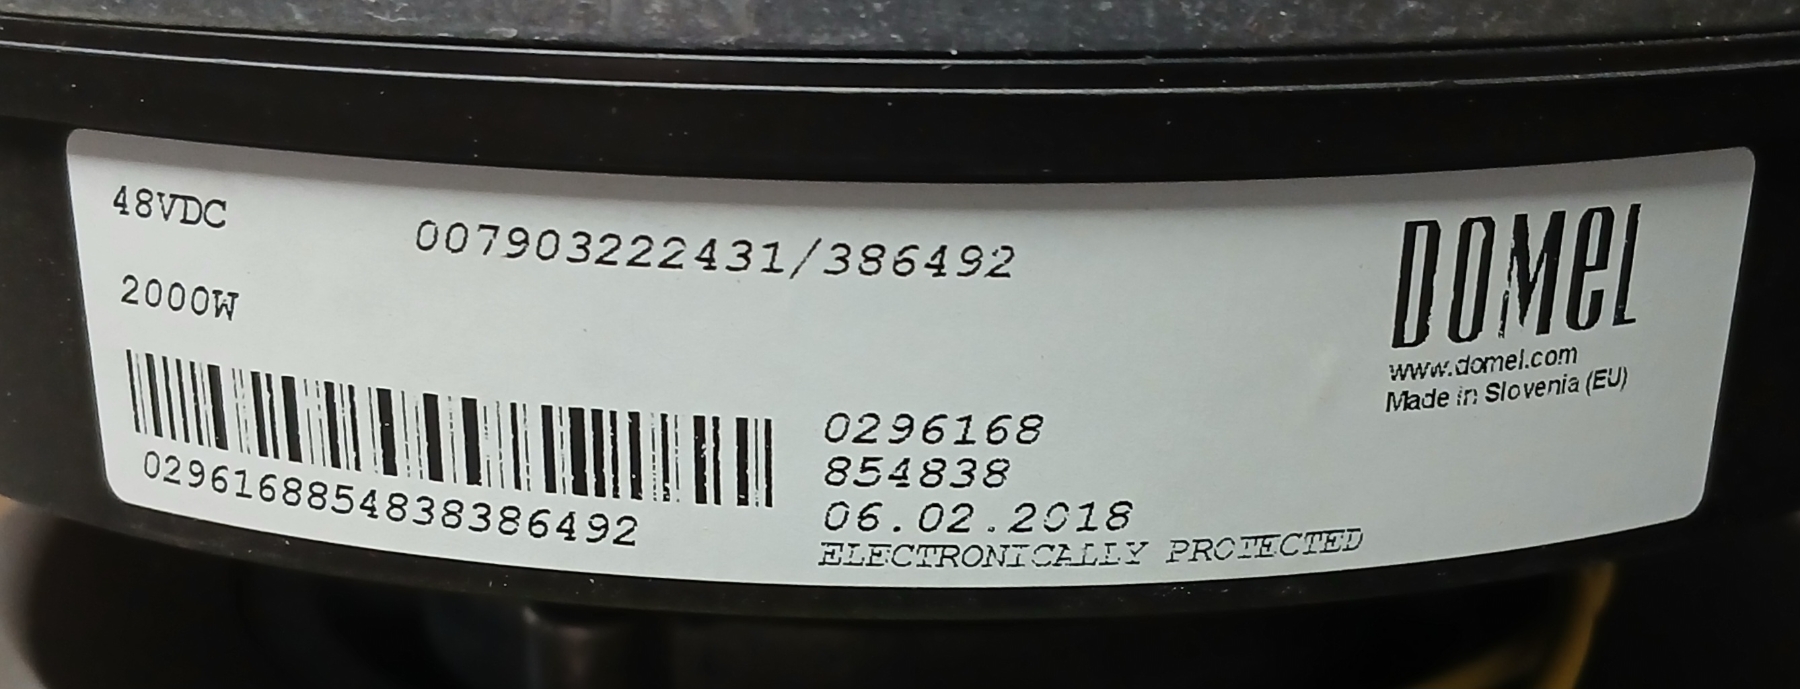 48VDC
007903222431/386492
2000W
DOMEL
www.domel.com
Made in Slovenia (EU)
0296168854838386492
0296168
854838
06.02.2018
ELECTRONICALLY PROTECTED